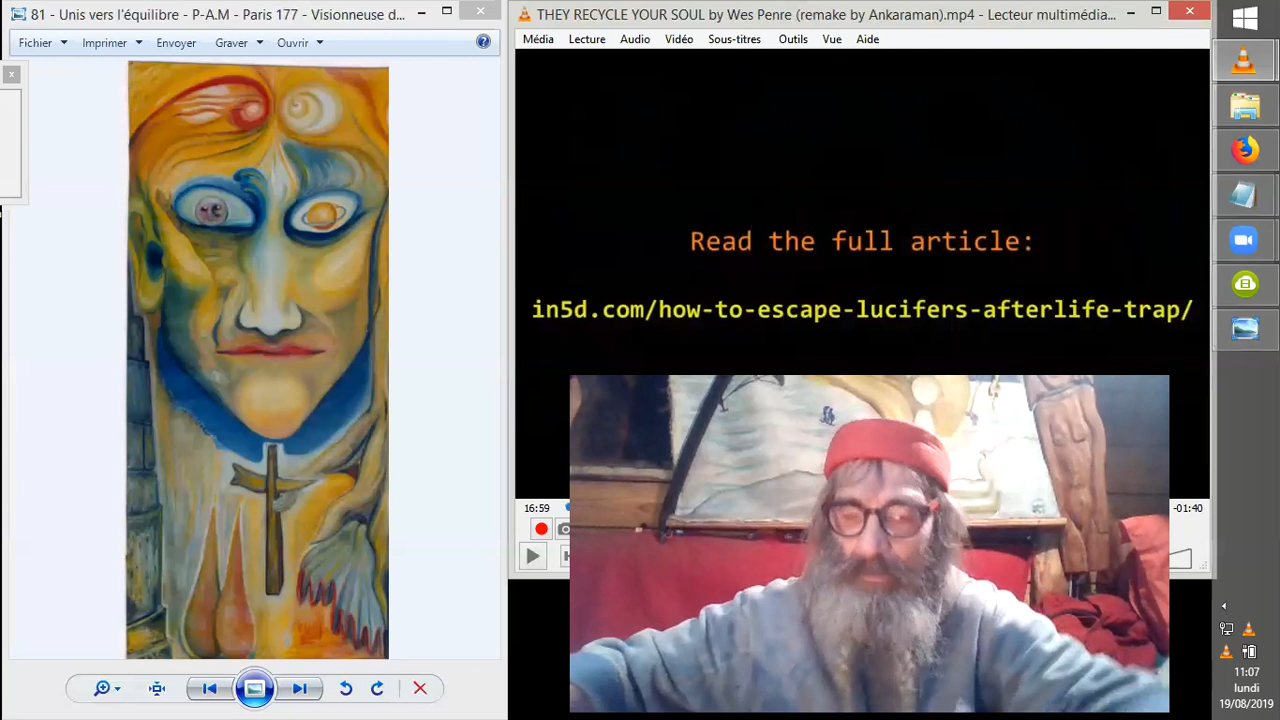 81 - Unis vers l'équilibre - P-A.M - Paris 177 - Visionneuse d...
Fichier
Imprimer
Envoyer
Graver
Ouvrir
THEY RECYCLE YOUR SOUL by Wes Penre (remake by Ankaraman).mp4 - Lecteur multimédia...
Média
Lecture
Audio
Vidéo
Sous-titres
Outils
Vue
Aide
Read the full article:
in5d.com/how-to-escape-lucifers-afterlife-trap/
16:59
-01:40
11:07
lundi
19/08/2019